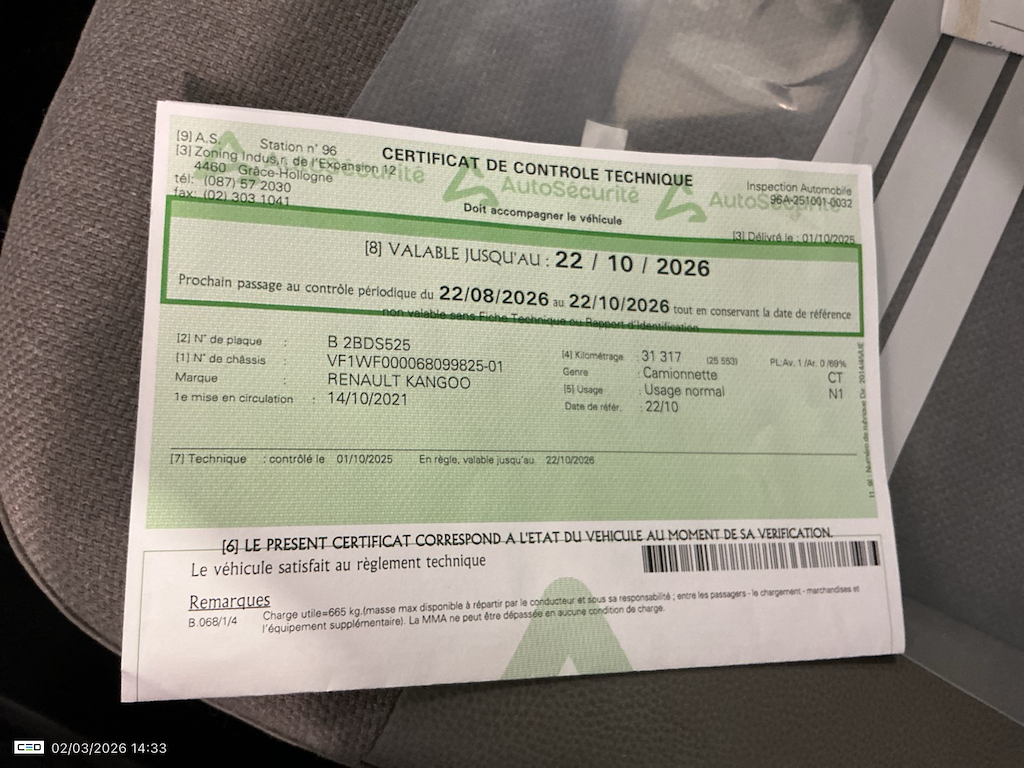 [9] A.S. Station n° 96
[3] Zoning Indus,r. de l'Expansion 12
4460 Grâce-Hollogne
tél: (087) 57 2030
fax: (02) 303 1041
CERTIFICAT DE CONTROLE TECHNIQUE
AutoSécurité
AutoSécurité
Doit accompagner le véhicule
Inspection Automobile
96A-251001-0032
[3] Délivré le : 01/10/2025
[8] VALABLE JUSQU'AU : 22 / 10 / 2026
Prochain passage au contrôle périodique du 22/08/2026 au 22/10/2026 tout en conservant la date de référence
non valable sans Fiche Technique ou Rapport d'Identification
[2] N° de plaque : B 2BDS525
[1] N° de châssis : VF1WF000068099825-01
Marque : RENAULT KANGOO
1e mise en circulation : 14/10/2021
[4] Kilométrage : 31 317 (25 553) PL:Av. 1 /Ar. 0 /69%
Genre : Camionnette CT
[5] Usage : Usage normal N1
Date de référ. : 22/10
[7] Technique : contrôlé le 01/10/2025 En règle, valable jusqu'au 22/10/2026
[6] LE PRESENT CERTIFICAT CORRESPOND A L'ETAT DU VEHICULE AU MOMENT DE SA VERIFICATION.
Le véhicule satisfait au règlement technique
Remarques
B.068/1/4 Charge utile=665 kg.(masse max disponible à répartir par le conducteur et sous sa responsabilité ; entre les passagers - le chargement - marchandises et
l'équipement supplémentaire). La MMA ne peut être dépassée en aucune condition de charge.
CEO 02/03/2026 14:33